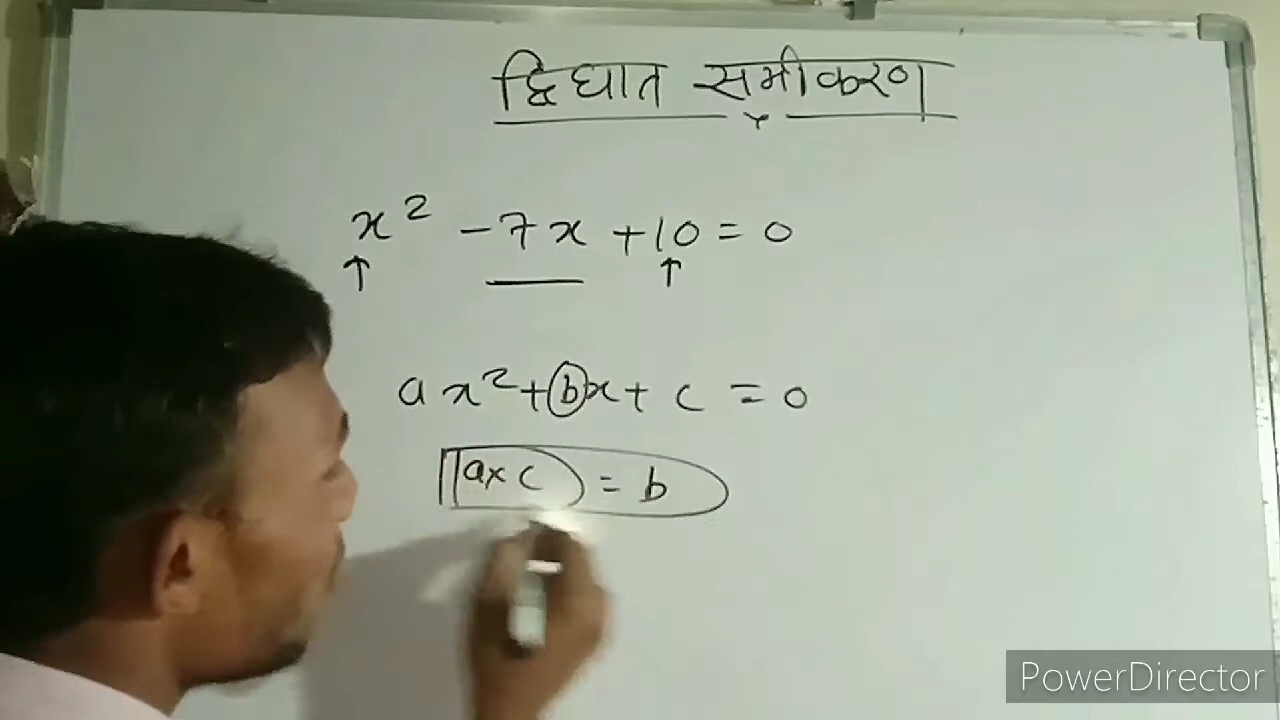 द्विघात समीकरण
x² - 7x + 10 = 0
ax² + bx + c = 0
a x c = b
PowerDirector